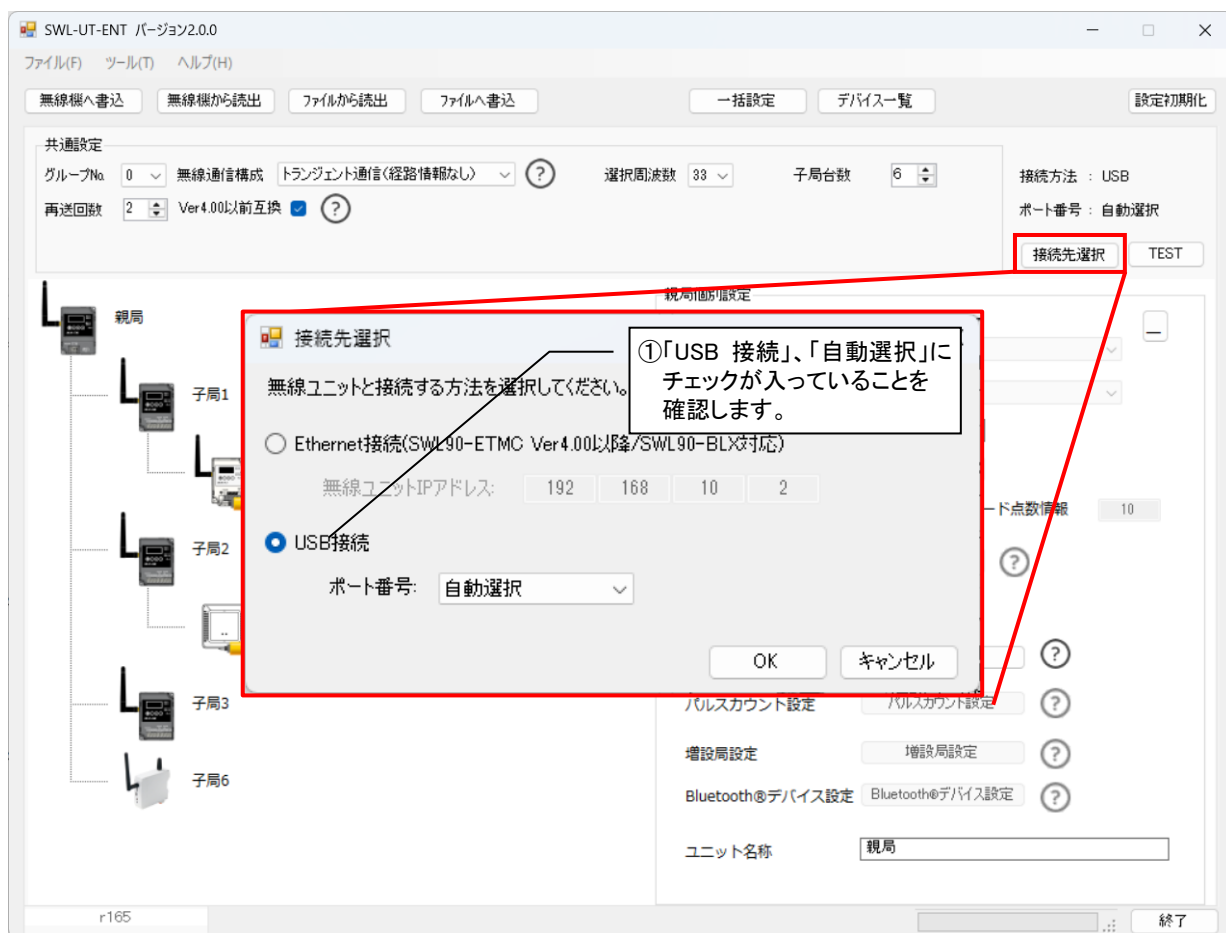 SWL-UT-ENT バージョン2.0.0
ファイル(F) ツール(T) ヘルプ(H)
無線機へ書込 無線機から読出 ファイルから読出 ファイルへ書込 一括設定 デバイス一覧 設定初期化
共通設定
グループNo. 0 無線通信構成 トランジェント通信(経路情報なし) ? 選択周波数 33 子局台数 6
再送回数 2 Ver4.00以前互換 ?
接続方法 : USB
ポート番号 : 自動選択
接続先選択 TEST
親局
子局1
子局2
子局3
子局6
親局個別設定
接続先選択
①「USB 接続」、「自動選択」に
チェックが入っていることを
確認します。
無線ユニットと接続する方法を選択してください。
Ethernet接続(SWL90-ETMC Ver4.00以降/SWL90-BLX対応)
無線ユニットIPアドレス: 192 168 10 2
USB接続
ポート番号: 自動選択
OK キャンセル
ード点数情報 10
?
?
パルスカウント設定 パルスカウント設定 ?
増設局設定 増設局設定 ?
Bluetooth®デバイス設定 Bluetooth®デバイス設定 ?
ユニット名称 親局
r165 終了